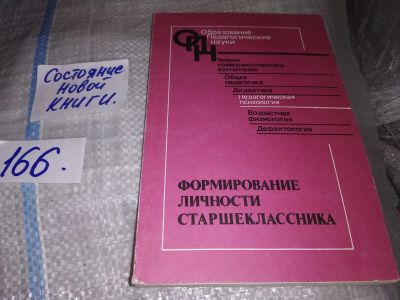 Состояние
новой
книги.
166.
Образование
Педагогические
науки
ОПН
Теория
коммунистического
воспитания
Общая
педагогика
Дидактика
Педагогическая
психология
Возрастная
физиология
Дефектология
ФОРМИРОВАНИЕ
ЛИЧНОСТИ
СТАРШЕКЛАССНИКА